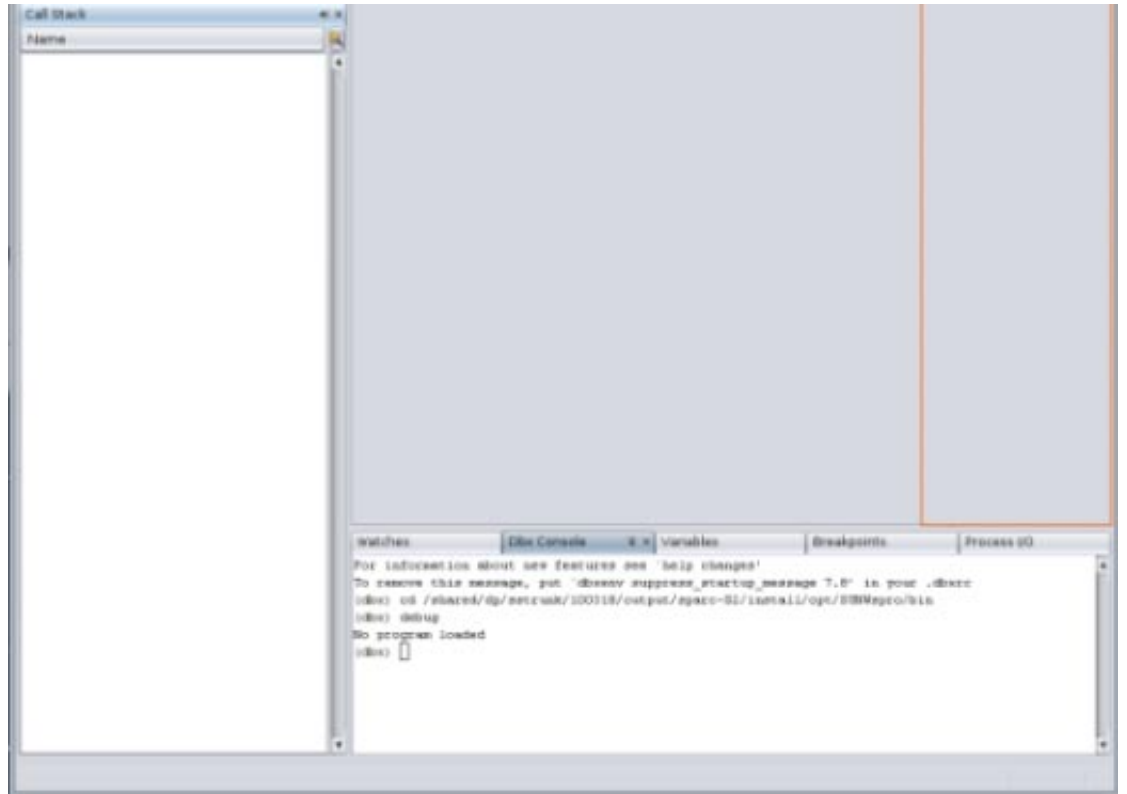 Call Stack
Name
Watches
Dbx Console
Variables
Breakpoints
Process I/O
For information about new features see `help changes'
To remove this message, put `dbxenv suppress_startup_message 7.8' in your .dbxrc
(dbx) cd /shared/dp/sstrunk/100318/output/sparc-S2/install/opt/SUNWspro/bin
(dbx) debug
No program loaded
(dbx)